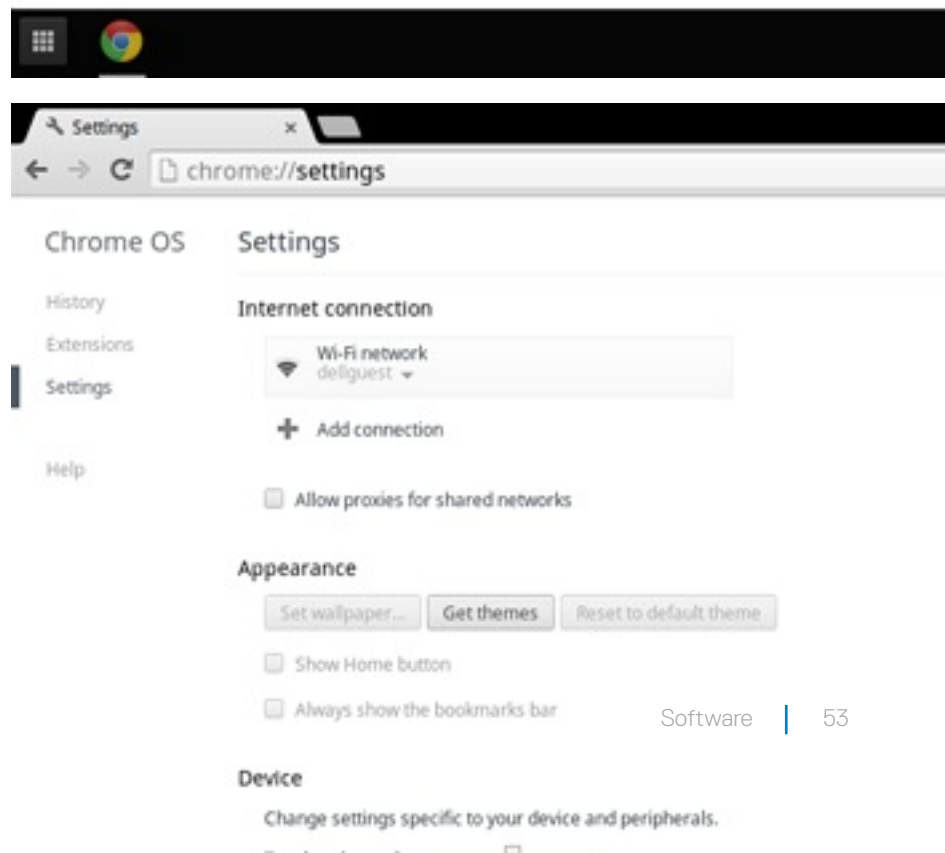 Settings
chrome://settings
Chrome OS
Settings
History
Extensions
Settings
Help
Internet connection
Wi-Fi network
dellguest
Add connection
Allow proxies for shared networks
Appearance
Set wallpaper... Get themes Reset to default theme
Show Home button
Always show the bookmarks bar
Software 53
Device
Change settings specific to your device and peripherals.